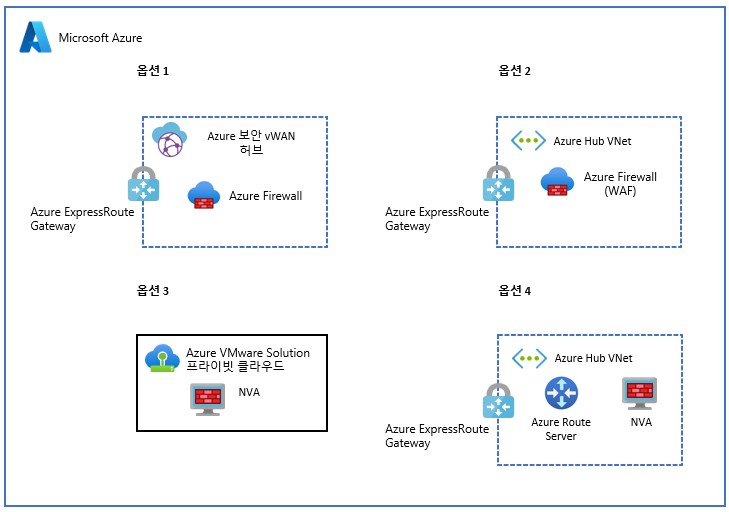 Microsoft Azure
옵션 1
Azure 보안 vWAN
허브
Azure Firewall
Azure ExpressRoute
Gateway
옵션 2
Azure Hub VNet
Azure Firewall
(WAF)
Azure ExpressRoute
Gateway
옵션 3
Azure VMware Solution
프라이빗 클라우드
NVA
옵션 4
Azure Hub VNet
Azure Route
Server
NVA
Azure ExpressRoute
Gateway